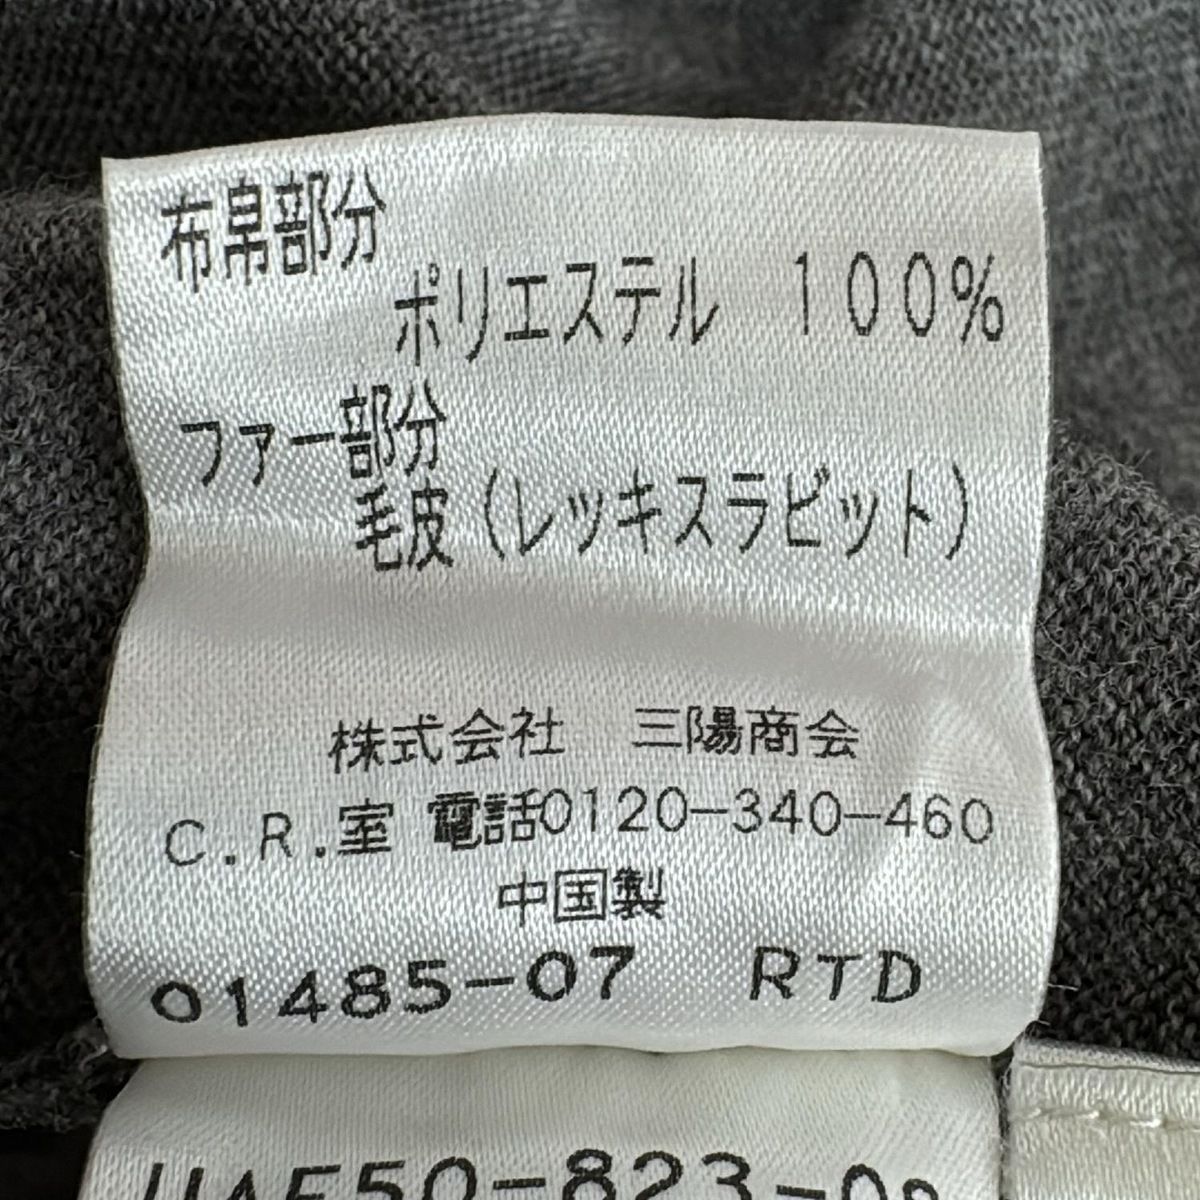 布帛部分
ポリエステル 100%
ファー部分
毛皮(レッキスラビット)
株式会社 三陽商会
C.R.室 電話0120-340-460
中国製
01485-07 RTD